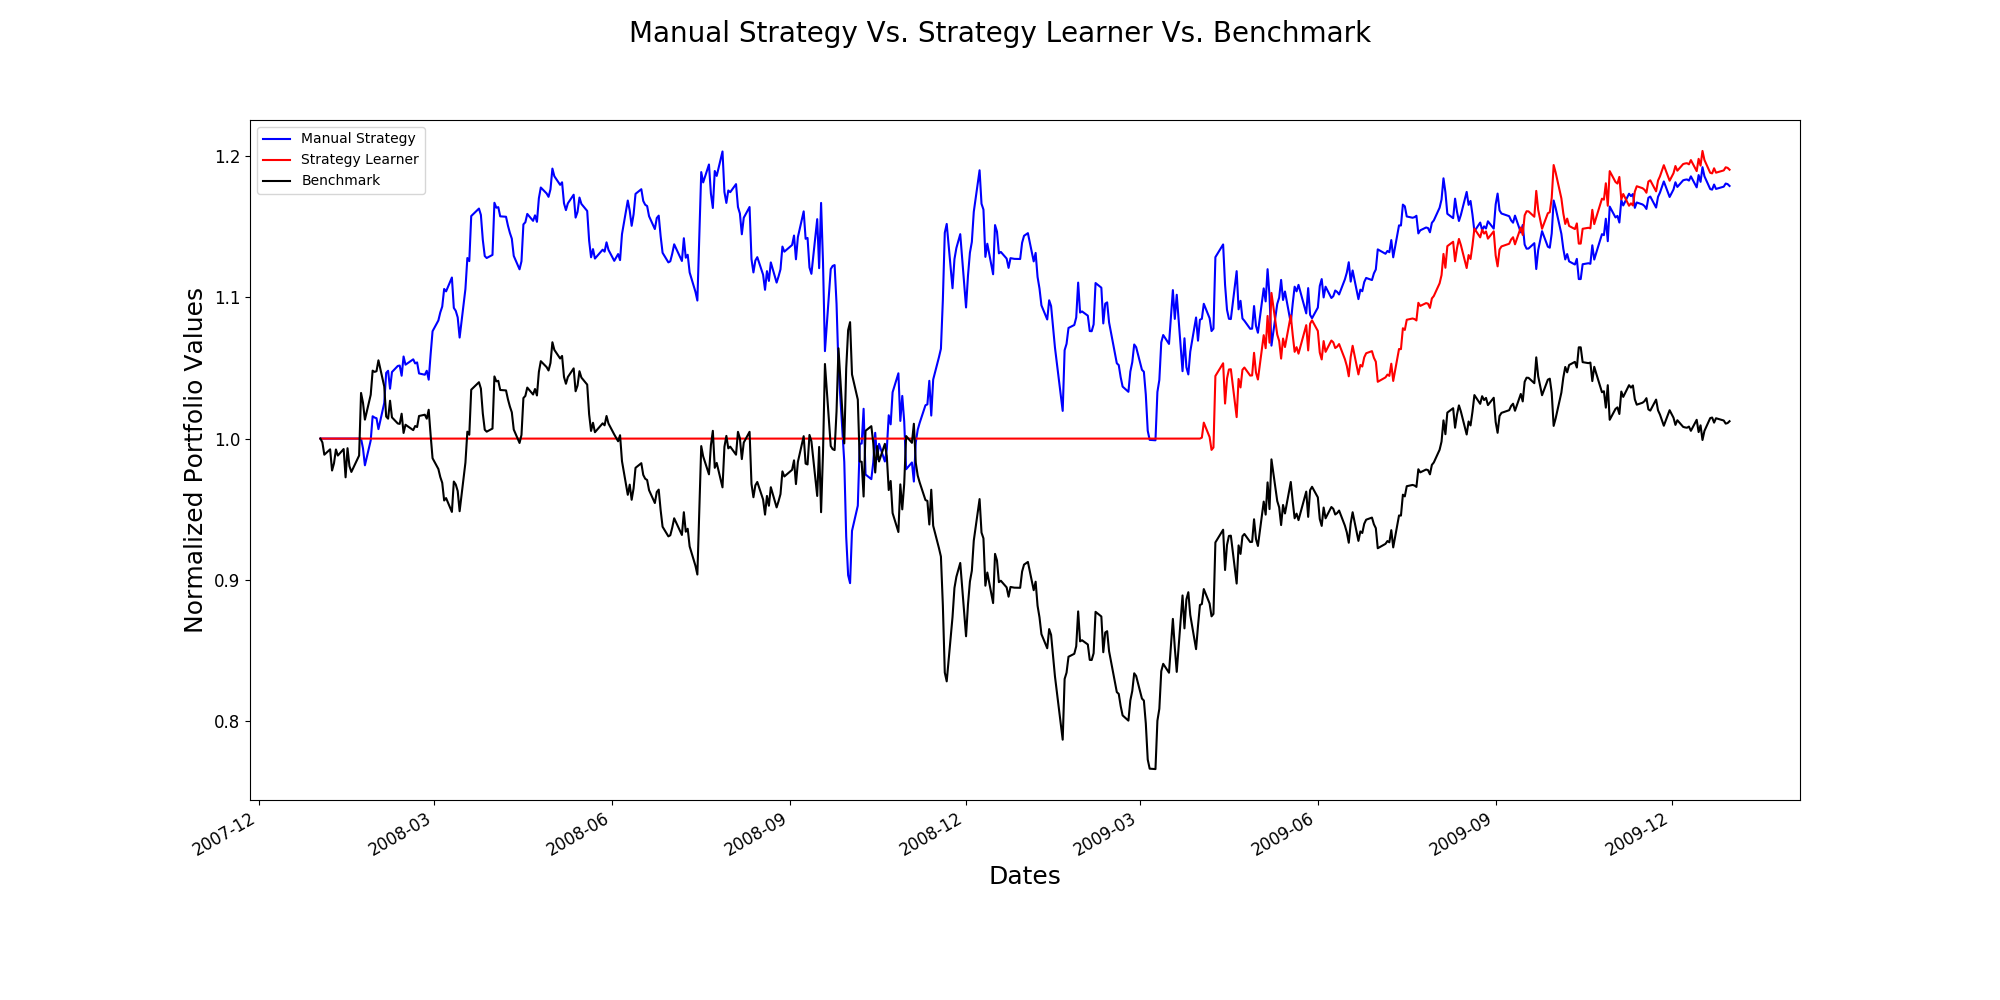 Manual Strategy Vs. Strategy Learner Vs. Benchmark
Manual Strategy
Strategy Learner
Benchmark
Normalized Portfolio Values
1.2
1.1
1.0
0.9
0.8
2007-12
2008-03
2008-06
2008-09
2008-12
2009-03
2009-06
2009-09
2009-12
Dates